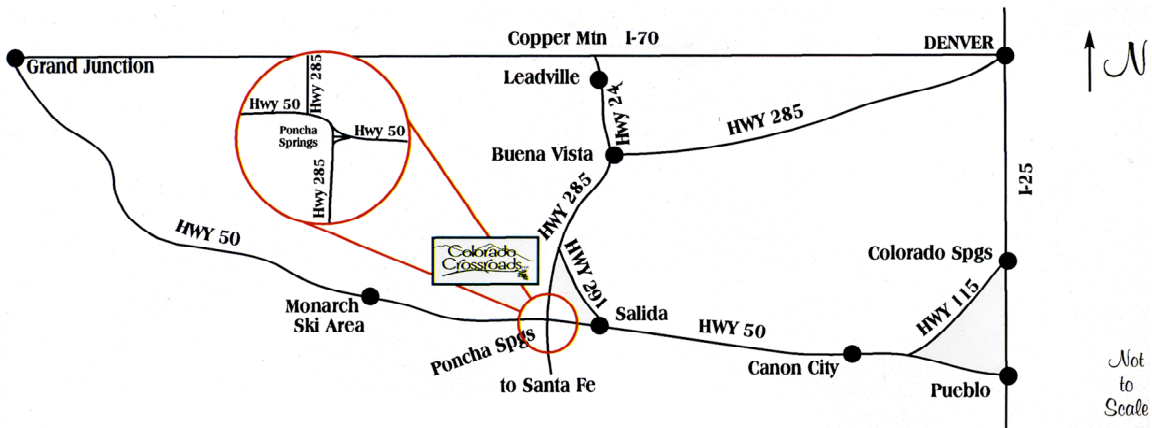 Copper Mtn I-70
DENVER
N
Grand Junction
Leadville
Hwy 285
Hwy 24
Hwy 50
Poncha
Springs
Hwy 50
Hwy 285
HWY 285
Buena Vista
I-25
HWY 285
HWY 50
Colorado
Crossroads
Colorado Spgs
HWY 291
HWY 115
Monarch
Ski Area
Salida
HWY 50
Poncha Spgs
Canon City
to Santa Fe
Pueblo
Not
to
Scale